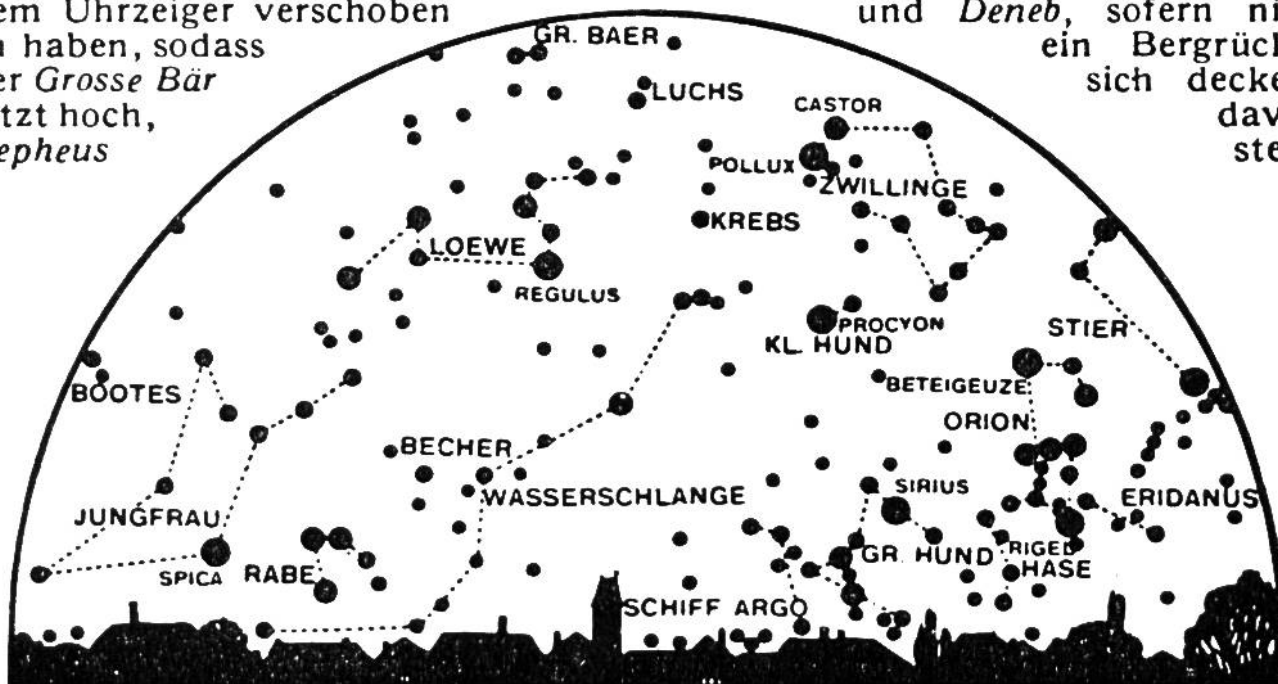 em Uhrzeiger verschoben
haben, sodass
er Grosse Bär
tzt hoch,
epheus
und Deneb, sofern ni
ein Bergrück
sich decke
dav
ste
GR. BAER
LUCHS
CASTOR
POLLUX
ZWILLINGE
KREBS
LOEWE
REGULUS
PROCYON
KL. HUND
STIER
BOOTES
BETEIGEUZE
ORION
BECHER
WASSERSCHLANGE
SIRIUS
ERIDANUS
JUNGFRAU
SPICA
RABE
GR. HUND
RIGEL
HASE
SCHIFF ARGO